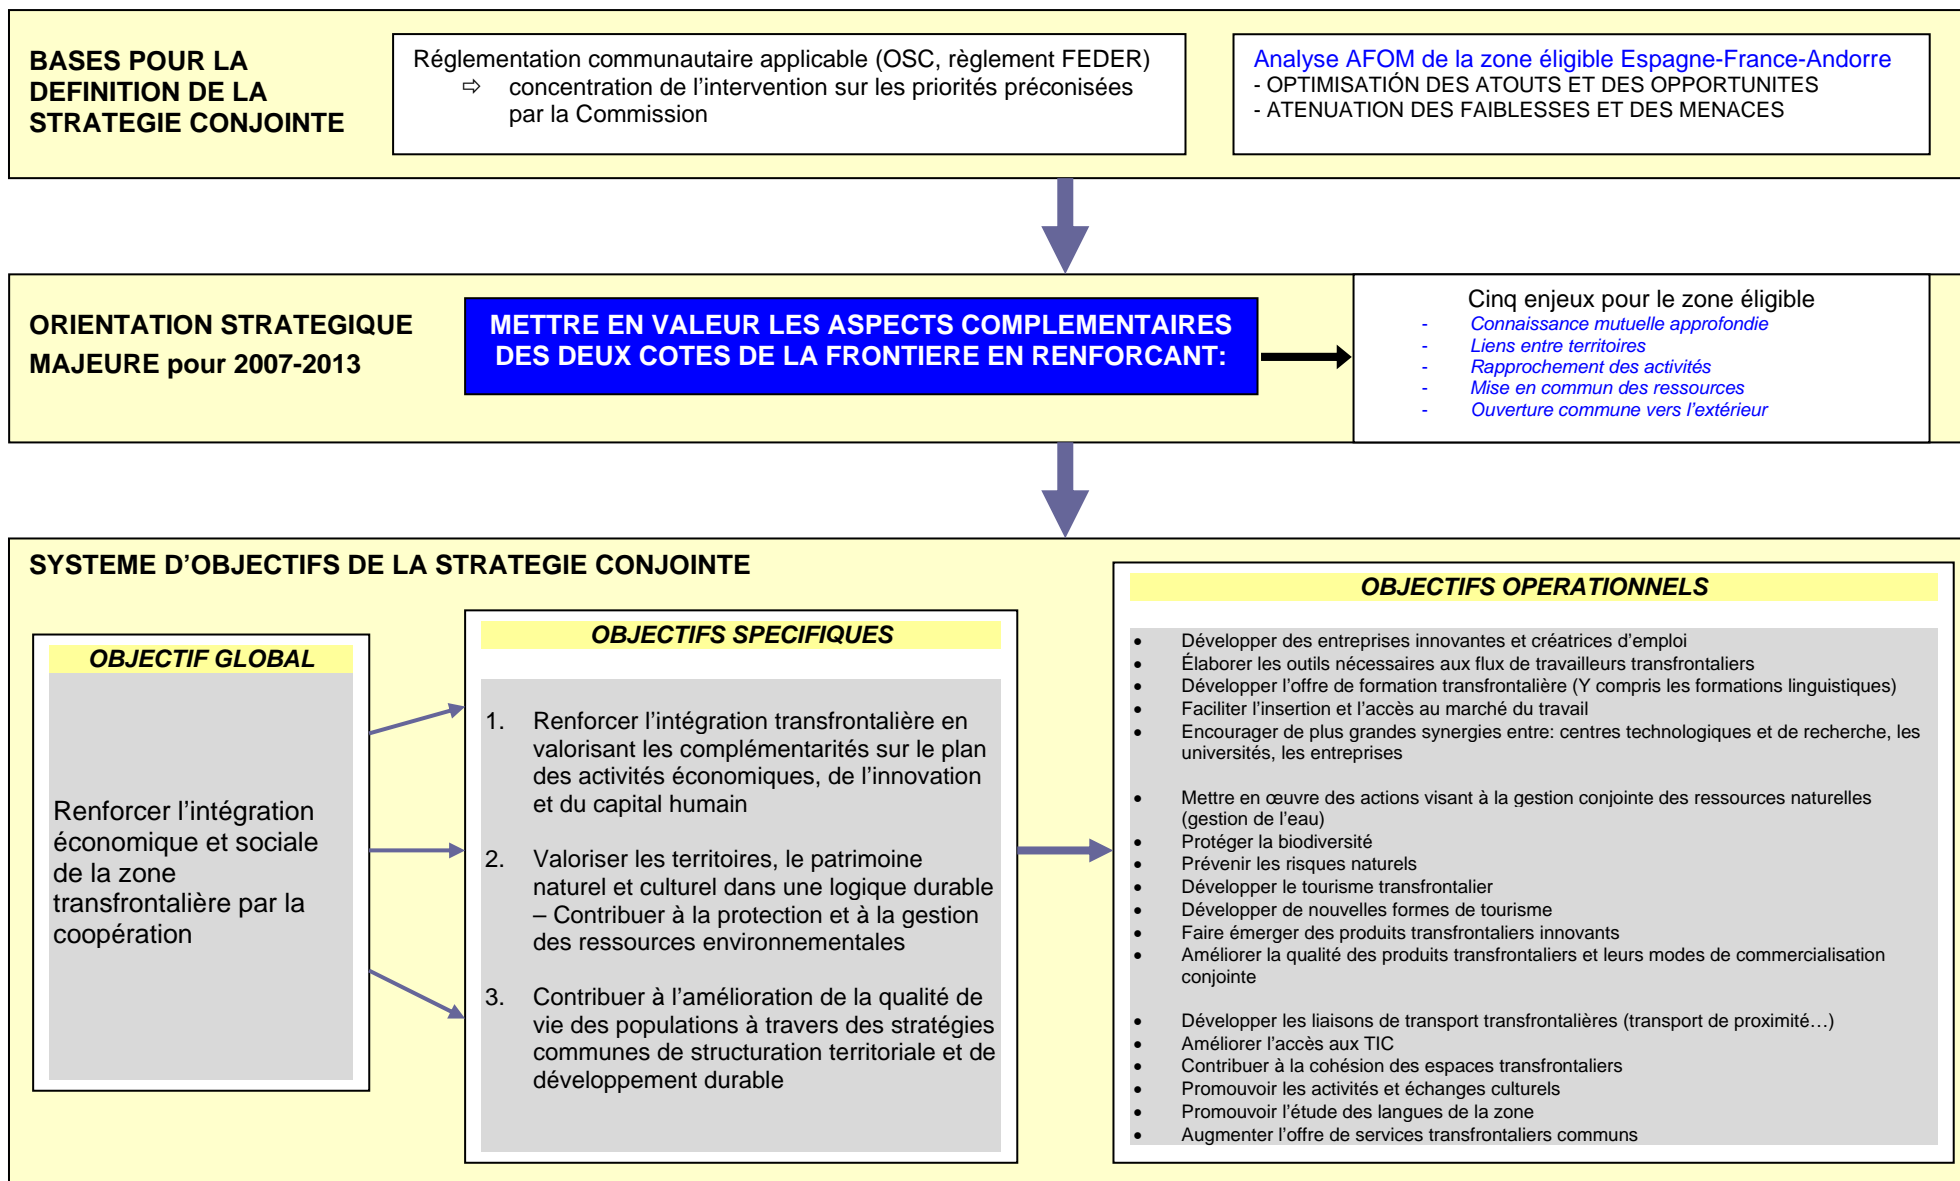 BASES POUR LA
DEFINITION DE LA
STRATEGIE CONJOINTE
Réglementation communautaire applicable (OSC, règlement FEDER)
⇨ concentration de l’intervention sur les priorités préconisées
par la Commission
Analyse AFOM de la zone éligible Espagne-France-Andorre
- OPTIMISATIÓN DES ATOUTS ET DES OPPORTUNITES
- ATENUATION DES FAIBLESSES ET DES MENACES
ORIENTATION STRATEGIQUE
MAJEURE pour 2007-2013
METTRE EN VALEUR LES ASPECTS COMPLEMENTAIRES
DES DEUX COTES DE LA FRONTIERE EN RENFORCANT:
Cinq enjeux pour le zone éligible
- Connaissance mutuelle approfondie
- Liens entre territoires
- Rapprochement des activités
- Mise en commun des ressources
- Ouverture commune vers l’extérieur
SYSTEME D’OBJECTIFS DE LA STRATEGIE CONJOINTE
OBJECTIF GLOBAL
Renforcer l’intégration
économique et sociale
de la zone
transfrontalière par la
coopération
OBJECTIFS SPECIFIQUES
1. Renforcer l’intégration transfrontalière en
valorisant les complémentarités sur le plan
des activités économiques, de l’innovation
et du capital humain
2. Valoriser les territoires, le patrimoine
naturel et culturel dans une logique durable
– Contribuer à la protection et à la gestion
des ressources environnementales
3. Contribuer à l’amélioration de la qualité de
vie des populations à travers des stratégies
communes de structuration territoriale et de
développement durable
OBJECTIFS OPERATIONNELS
• Développer des entreprises innovantes et créatrices d’emploi
• Élaborer les outils nécessaires aux flux de travailleurs transfrontaliers
• Développer l’offre de formation transfrontalière (Y compris les formations linguistiques)
• Faciliter l’insertion et l’accès au marché du travail
• Encourager de plus grandes synergies entre: centres technologiques et de recherche, les
universités, les entreprises
• Mettre en œuvre des actions visant à la gestion conjointe des ressources naturelles
(gestion de l’eau)
• Protéger la biodiversité
• Prévenir les risques naturels
• Développer le tourisme transfrontalier
• Développer de nouvelles formes de tourisme
• Faire émerger des produits transfrontaliers innovants
• Améliorer la qualité des produits transfrontaliers et leurs modes de commercialisation
conjointe
• Développer les liaisons de transport transfrontalières (transport de proximité…)
• Améliorer l’accès aux TIC
• Contribuer à la cohésion des espaces transfrontaliers
• Promouvoir les activités et échanges culturels
• Promouvoir l’étude des langues de la zone
• Augmenter l’offre de services transfrontaliers communs